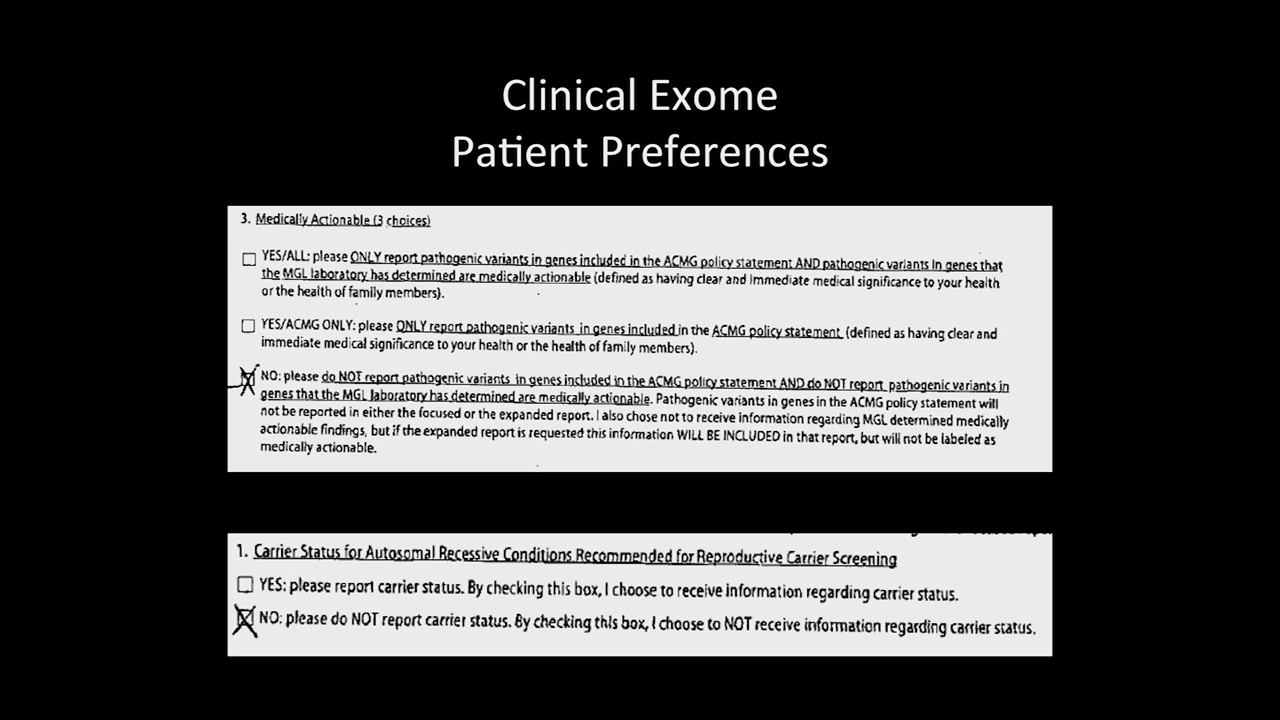 Clinical Exome
Patient Preferences
3. Medically Actionable (3 choices)
YES/ALL: please ONLY report pathogenic variants in genes included in the ACMG policy statement AND pathogenic variants in genes that
the MGL laboratory has determined are medically actionable (defined as having clear and immediate medical significance to your health
or the health of family members).
YES/ACMG ONLY: please ONLY report pathogenic variants in genes included in the ACMG policy statement (defined as having clear and
immediate medical significance to your health or the health of family members).
NO: please do NOT report pathogenic variants in genes included in the ACMG policy statement AND do NOT report pathogenic variants in
genes that the MGL laboratory has determined are medically actionable. Pathogenic variants in genes in the ACMG policy statement will
not be reported in either the focused or the expanded report. I also chose not to receive information regarding MGL determined medically
actionable findings, but if the expanded report is requested this information WILL BE INCLUDED in that report, but will not be labeled as
medically actionable.
1. Carrier Status for Autosomal Recessive Conditions Recommended for Reproductive Carrier Screening
YES: please report carrier status. By checking this box, I choose to receive information regarding carrier status.
NO: please do NOT report carrier status. By checking this box, I choose to NOT receive information regarding carrier status.